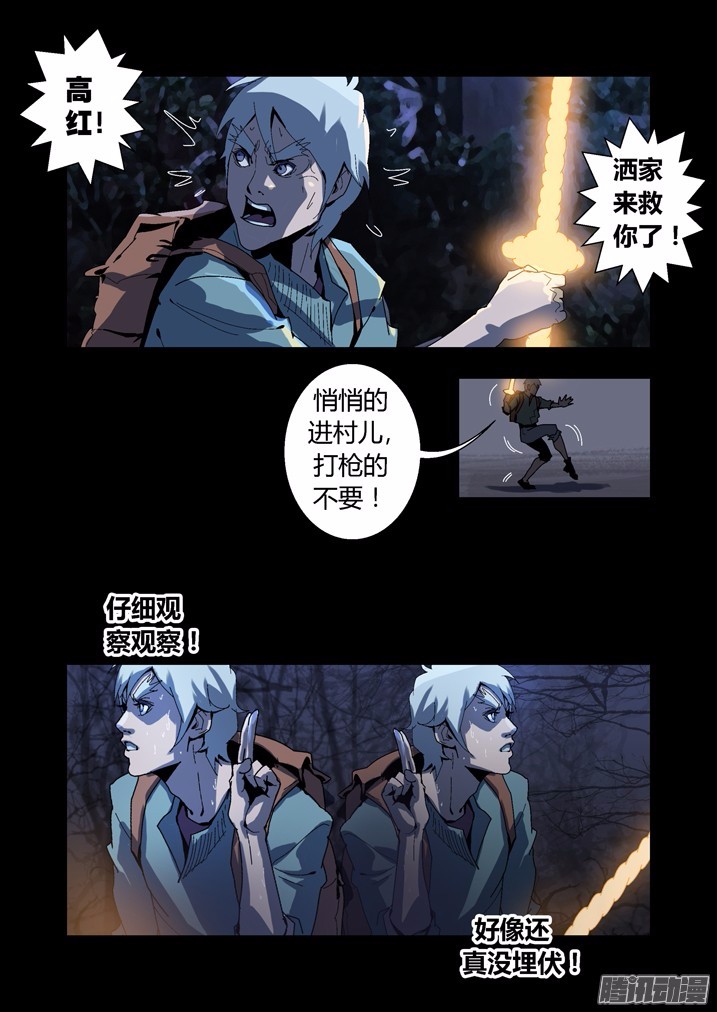 高
红!
洒家
来救
你了！
悄悄的
进村儿，
打枪的
不要！
仔细观
察观察！
好像还
真没埋伏！
腾讯动漫